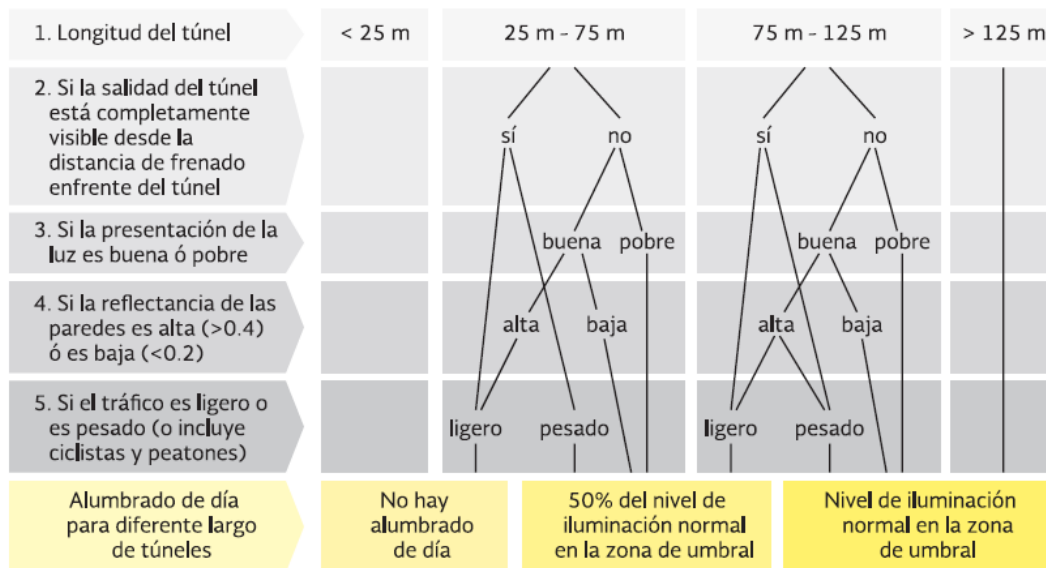 1. Longitud del túnel
< 25 m
25 m - 75 m
75 m - 125 m
> 125 m
2. Si la salidad del túnel
está completamente
visible desde la
distancia de frenado
enfrente del túnel
sí
no
sí
no
3. Si la presentación de la
luz es buena ó pobre
buena
pobre
buena
pobre
4. Si la reflectancia de las
paredes es alta (>0.4)
ó es baja (<0.2)
alta
baja
alta
baja
5. Si el tráfico es ligero o
es pesado (o incluye
ciclistas y peatones)
ligero
pesado
ligero
pesado
Alumbrado de día
para diferente largo
de túneles
No hay
alumbrado
de día
50% del nivel de
iluminación normal
en la zona de umbral
Nivel de iluminación
normal en la zona
de umbral